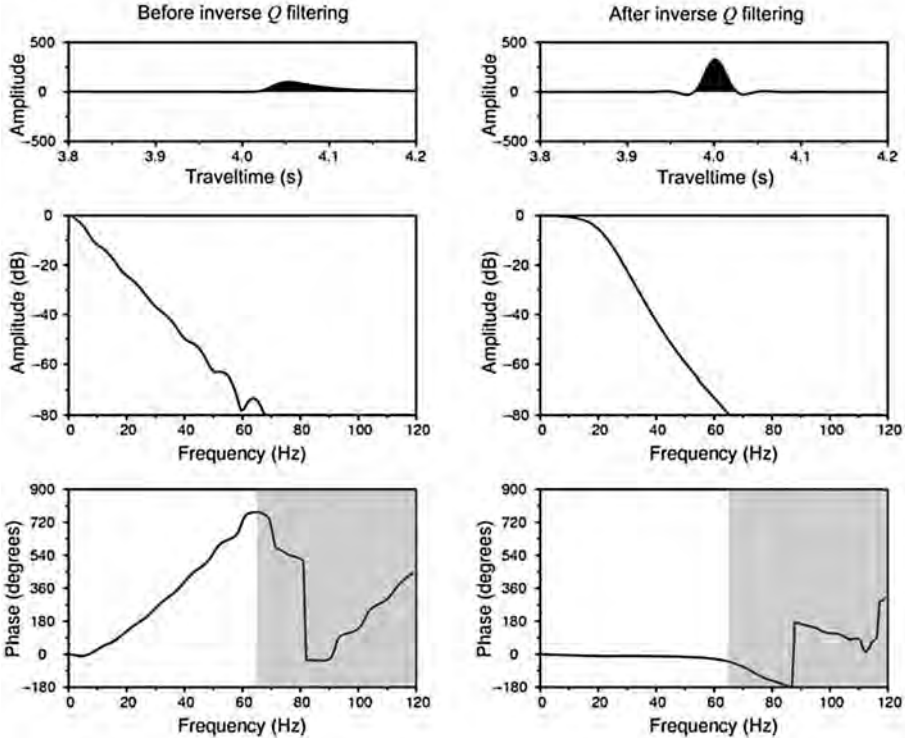 Before inverse Q filtering
After inverse Q filtering
500
0
−500
Amplitude
3.8 3.9 4.0 4.1 4.2
Traveltime (s)
500
0
−500
Amplitude
3.8 3.9 4.0 4.1 4.2
Traveltime (s)
0
−20
−40
−60
−80
Amplitude (dB)
0 20 40 60 80 100 120
Frequency (Hz)
0
−20
−40
−60
−80
Amplitude (dB)
0 20 40 60 80 100 120
Frequency (Hz)
900
720
540
360
180
0
−180
Phase (degrees)
0 20 40 60 80 100 120
Frequency (Hz)
900
720
540
360
180
0
−180
Phase (degrees)
0 20 40 60 80 100 120
Frequency (Hz)